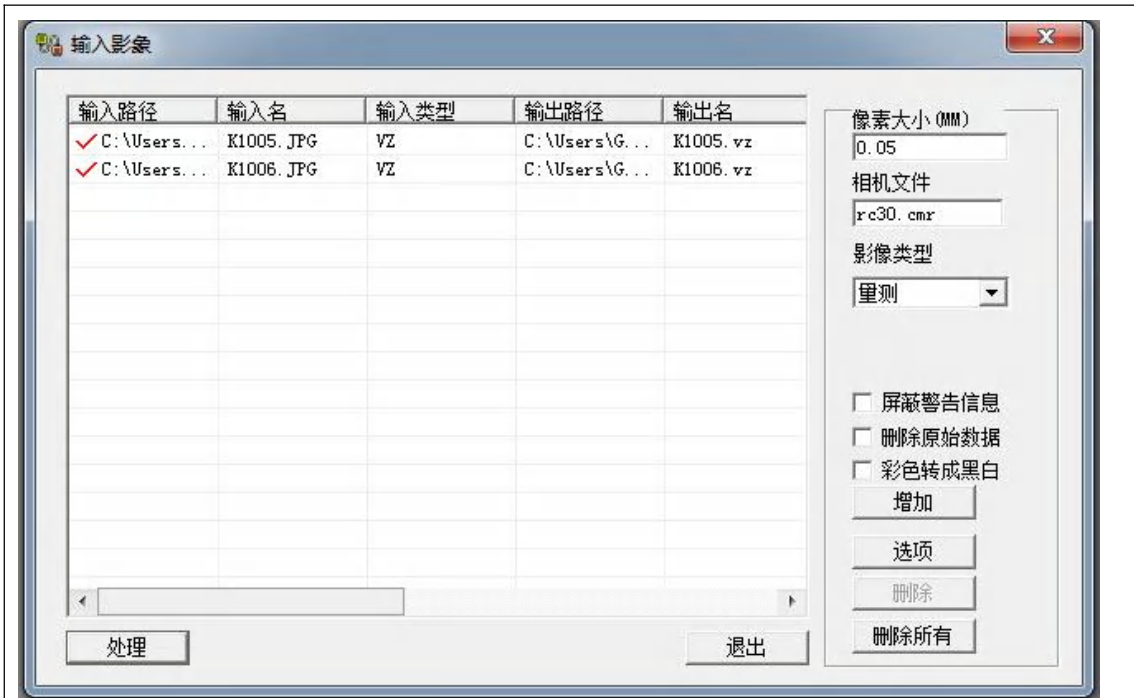 输入影象
输入路径 输入名 输入类型 输出路径 输出名
C:\Users... K1005.JPG VZ C:\Users\G... K1005.vz
C:\Users... K1006.JPG VZ C:\Users\G... K1006.vz
像素大小(MM)
0.05
相机文件
rc30.cmr
影像类型
量测
屏蔽警告信息
删除原始数据
彩色转成黑白
增加
选项
删除
删除所有
处理 退出